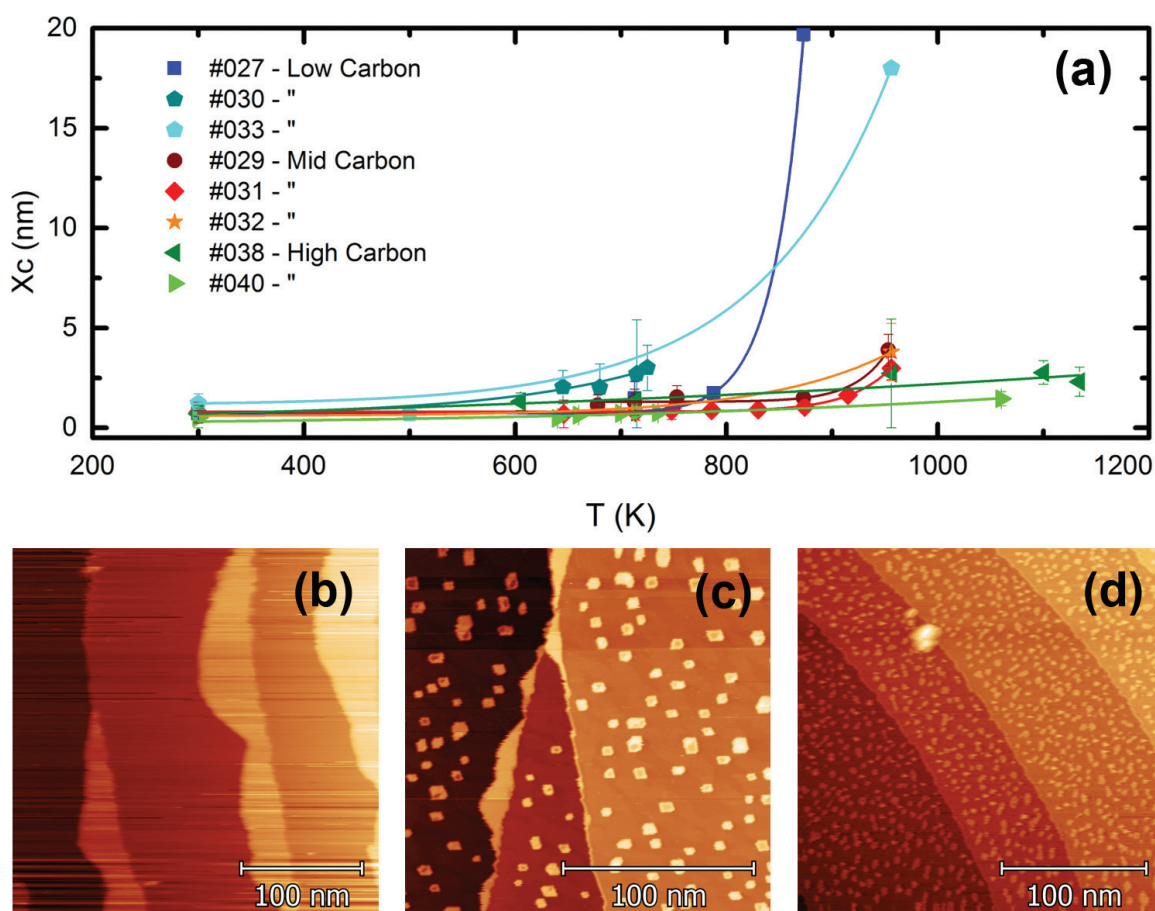 (a)
20
15
10
5
0
Xc (nm)
#027 - Low Carbon
#030 - "
#033 - "
#029 - Mid Carbon
#031 - "
#032 - "
#038 - High Carbon
#040 - "
200 400 600 800 1000 1200
T (K)
(b) (c) (d)
100 nm 100 nm 100 nm